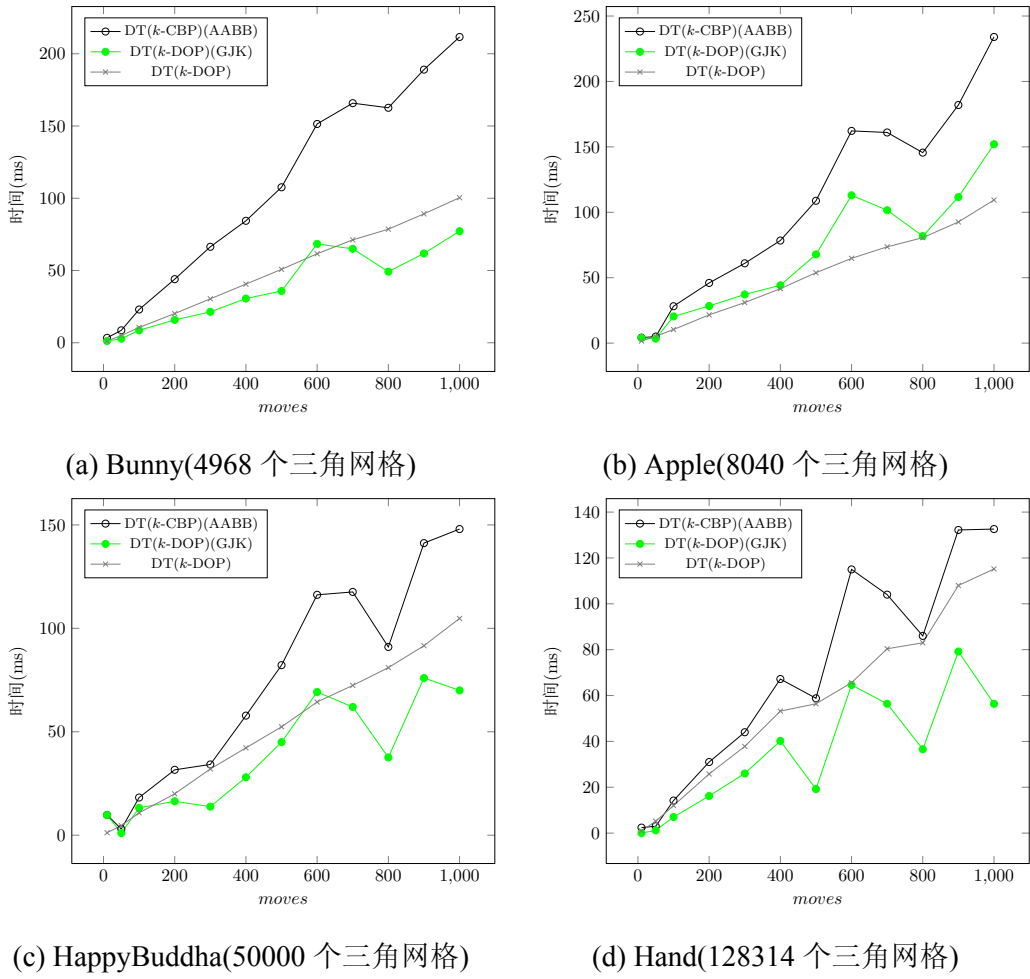 DT(k-CBP)(AABB)
DT(k-DOP)(GJK)
DT(k-DOP)
200
150
100
50
0
时间(ms)
0 200 400 600 800 1,000
moves
(a) Bunny(4968 个三角网格)
DT(k-CBP)(AABB)
DT(k-DOP)(GJK)
DT(k-DOP)
250
200
150
100
50
0
时间(ms)
0 200 400 600 800 1,000
moves
(b) Apple(8040 个三角网格)
DT(k-CBP)(AABB)
DT(k-DOP)(GJK)
DT(k-DOP)
150
100
50
0
时间(ms)
0 200 400 600 800 1,000
moves
(c) HappyBuddha(50000 个三角网格)
DT(k-CBP)(AABB)
DT(k-DOP)(GJK)
DT(k-DOP)
140
120
100
80
60
40
20
0
时间(ms)
0 200 400 600 800 1,000
moves
(d) Hand(128314 个三角网格)